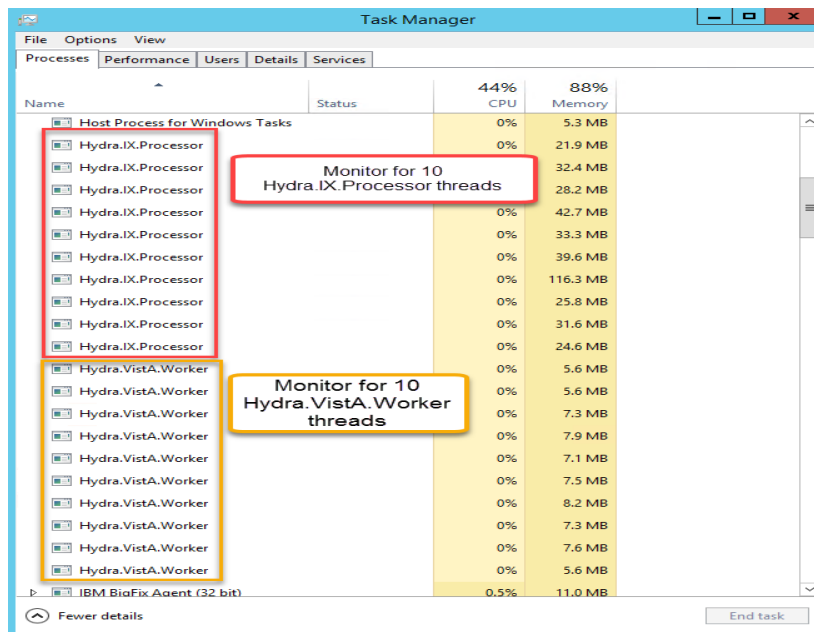 Task Manager
File Options View
Processes Performance Users Details Services
44% 88%
Name Status CPU Memory
Host Process for Windows Tasks 0% 5.3 MB
Hydra.IX.Processor 0% 21.9 MB
Hydra.IX.Processor 32.4 MB
Hydra.IX.Processor 28.2 MB
Hydra.IX.Processor 0% 42.7 MB
Hydra.IX.Processor 0% 33.3 MB
Hydra.IX.Processor 0% 39.6 MB
Hydra.IX.Processor 0% 116.3 MB
Hydra.IX.Processor 0% 25.8 MB
Hydra.IX.Processor 0% 31.6 MB
Hydra.IX.Processor 0% 24.6 MB
Monitor for 10
Hydra.IX.Processor threads
Hydra.VistA.Worker 0% 5.6 MB
Hydra.VistA.Worker 0% 5.6 MB
Hydra.VistA.Worker 0% 7.3 MB
Hydra.VistA.Worker 0% 7.9 MB
Hydra.VistA.Worker 0% 7.1 MB
Hydra.VistA.Worker 0% 7.5 MB
Hydra.VistA.Worker 0% 8.2 MB
Hydra.VistA.Worker 0% 7.3 MB
Hydra.VistA.Worker 0% 7.6 MB
Hydra.VistA.Worker 0% 5.6 MB
Monitor for 10
Hydra.VistA.Worker
threads
IBM BigFix Agent (32 bit) 0.5% 11.0 MB
Fewer details End task